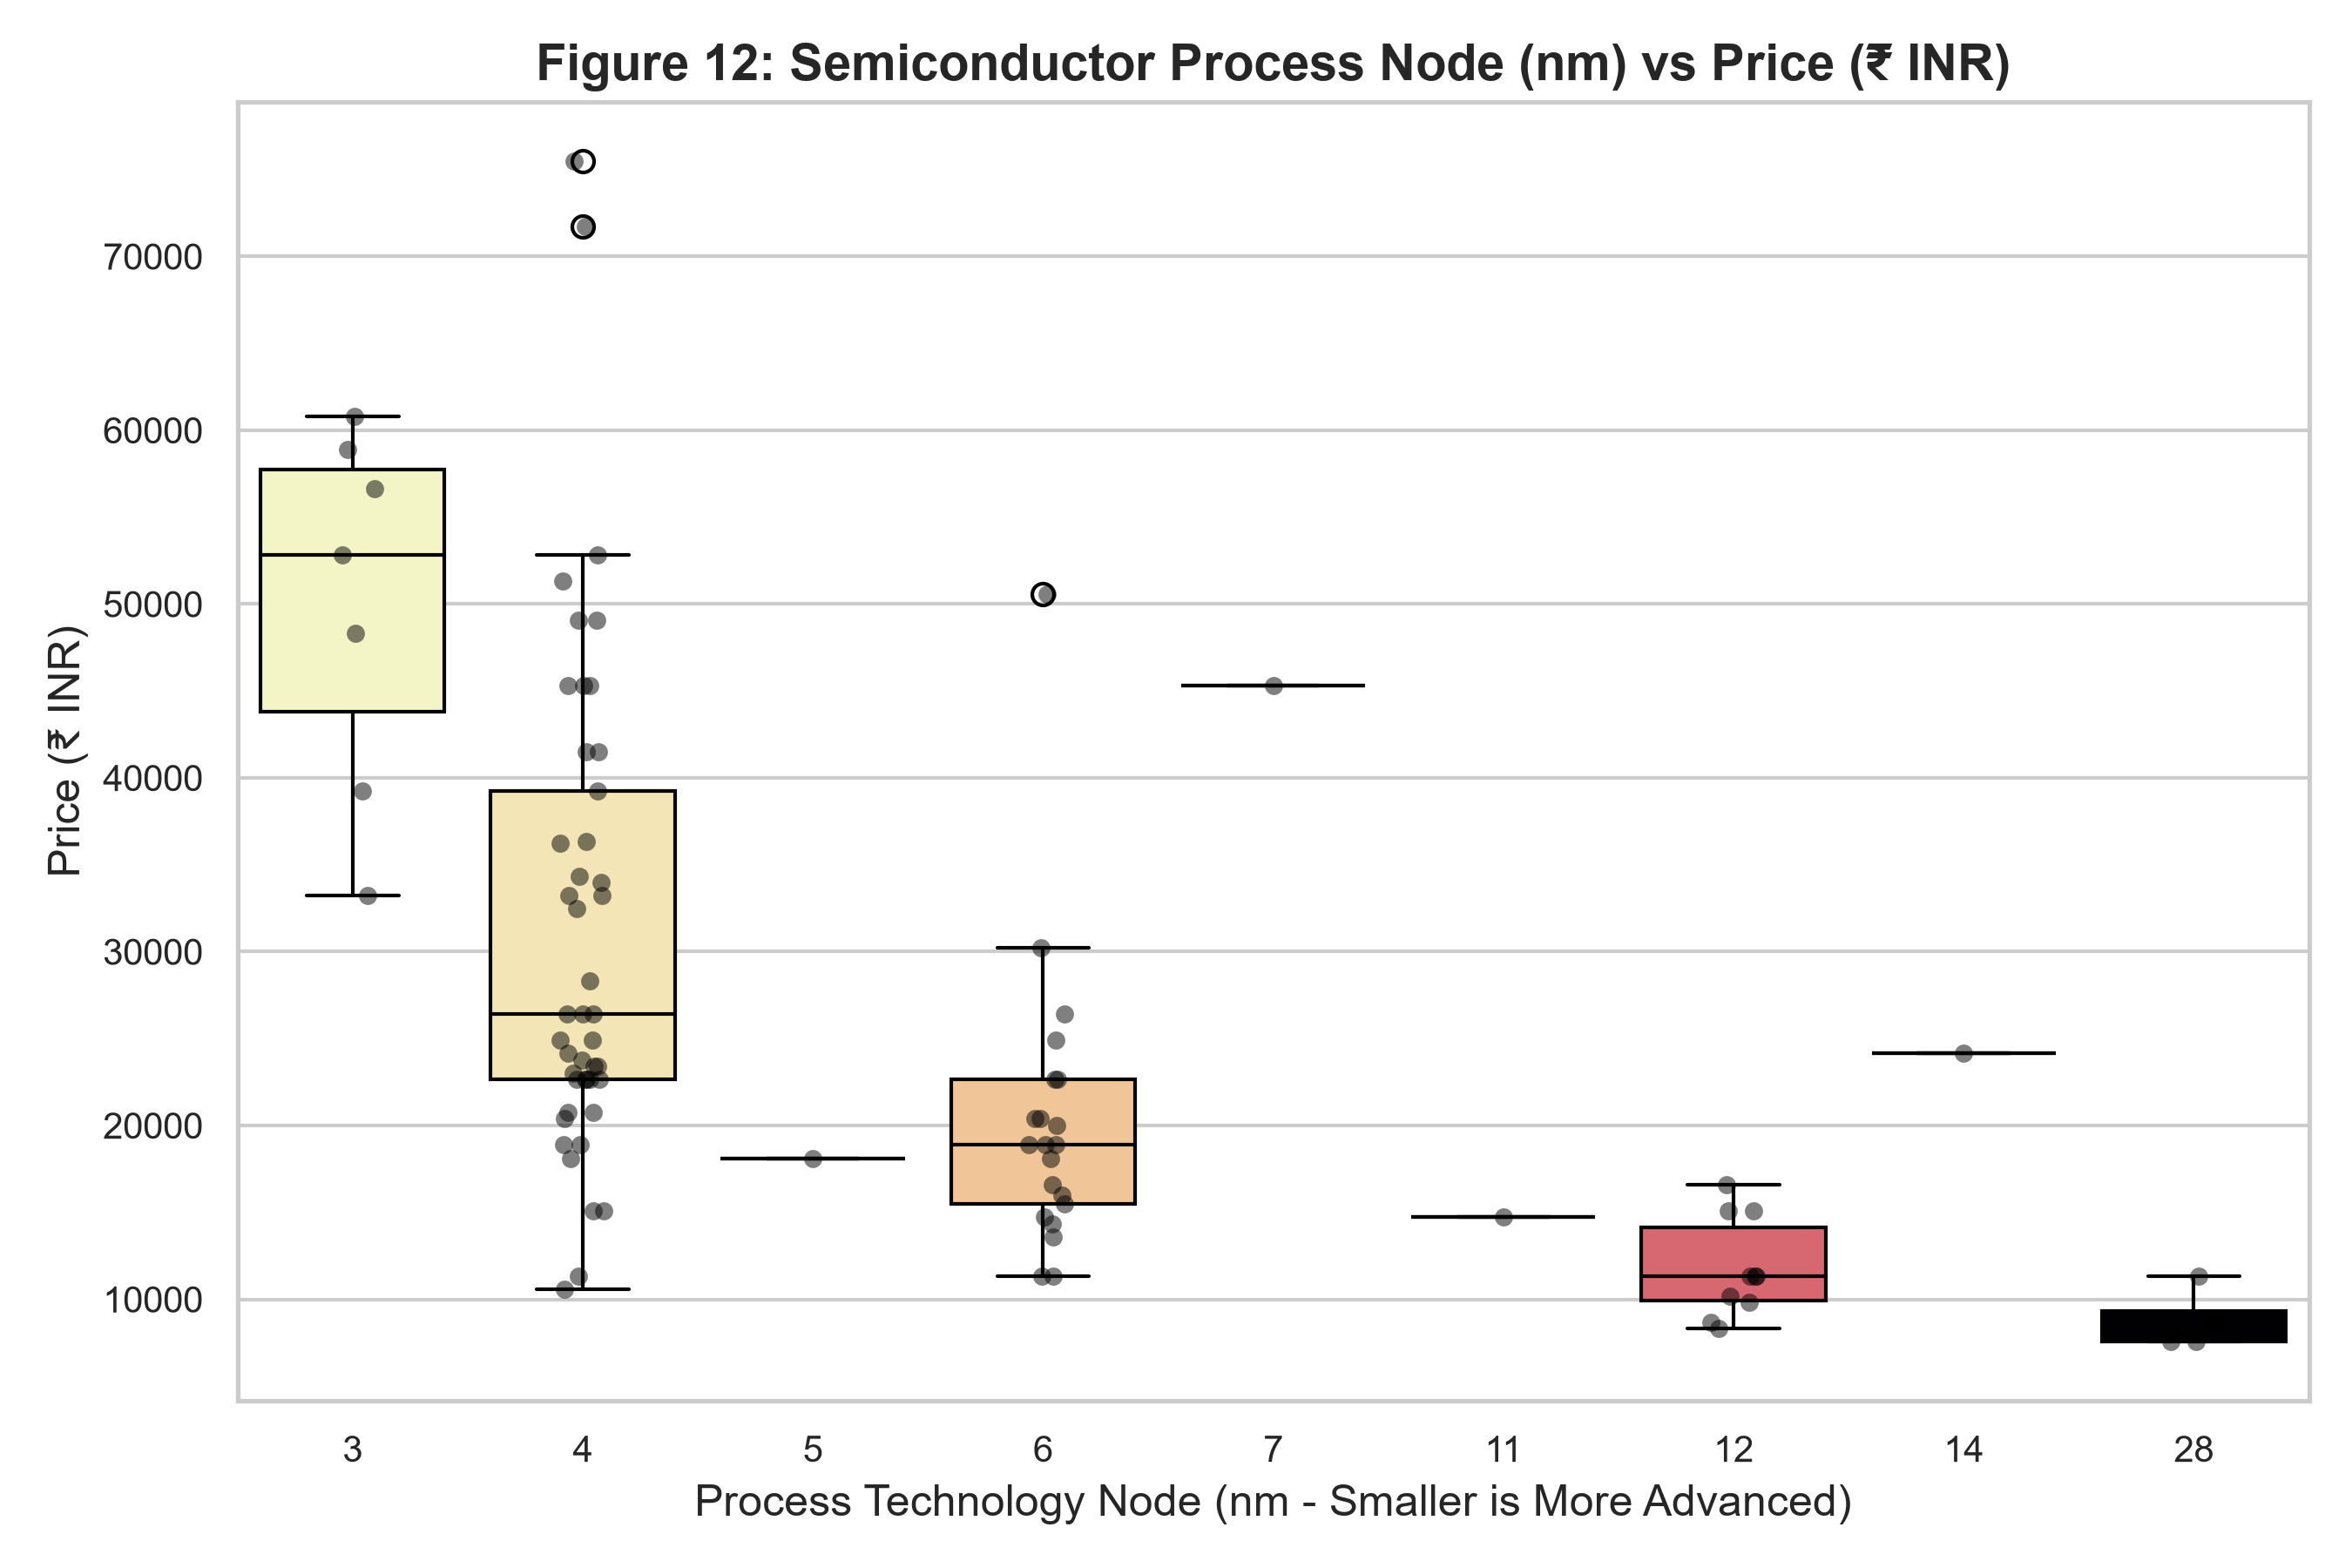 Figure 12: Semiconductor Process Node (nm) vs Price (₹ INR)
Price (₹ INR)
70000
60000
50000
40000
30000
20000
10000
3 4 5 6 7 11 12 14 28
Process Technology Node (nm - Smaller is More Advanced)